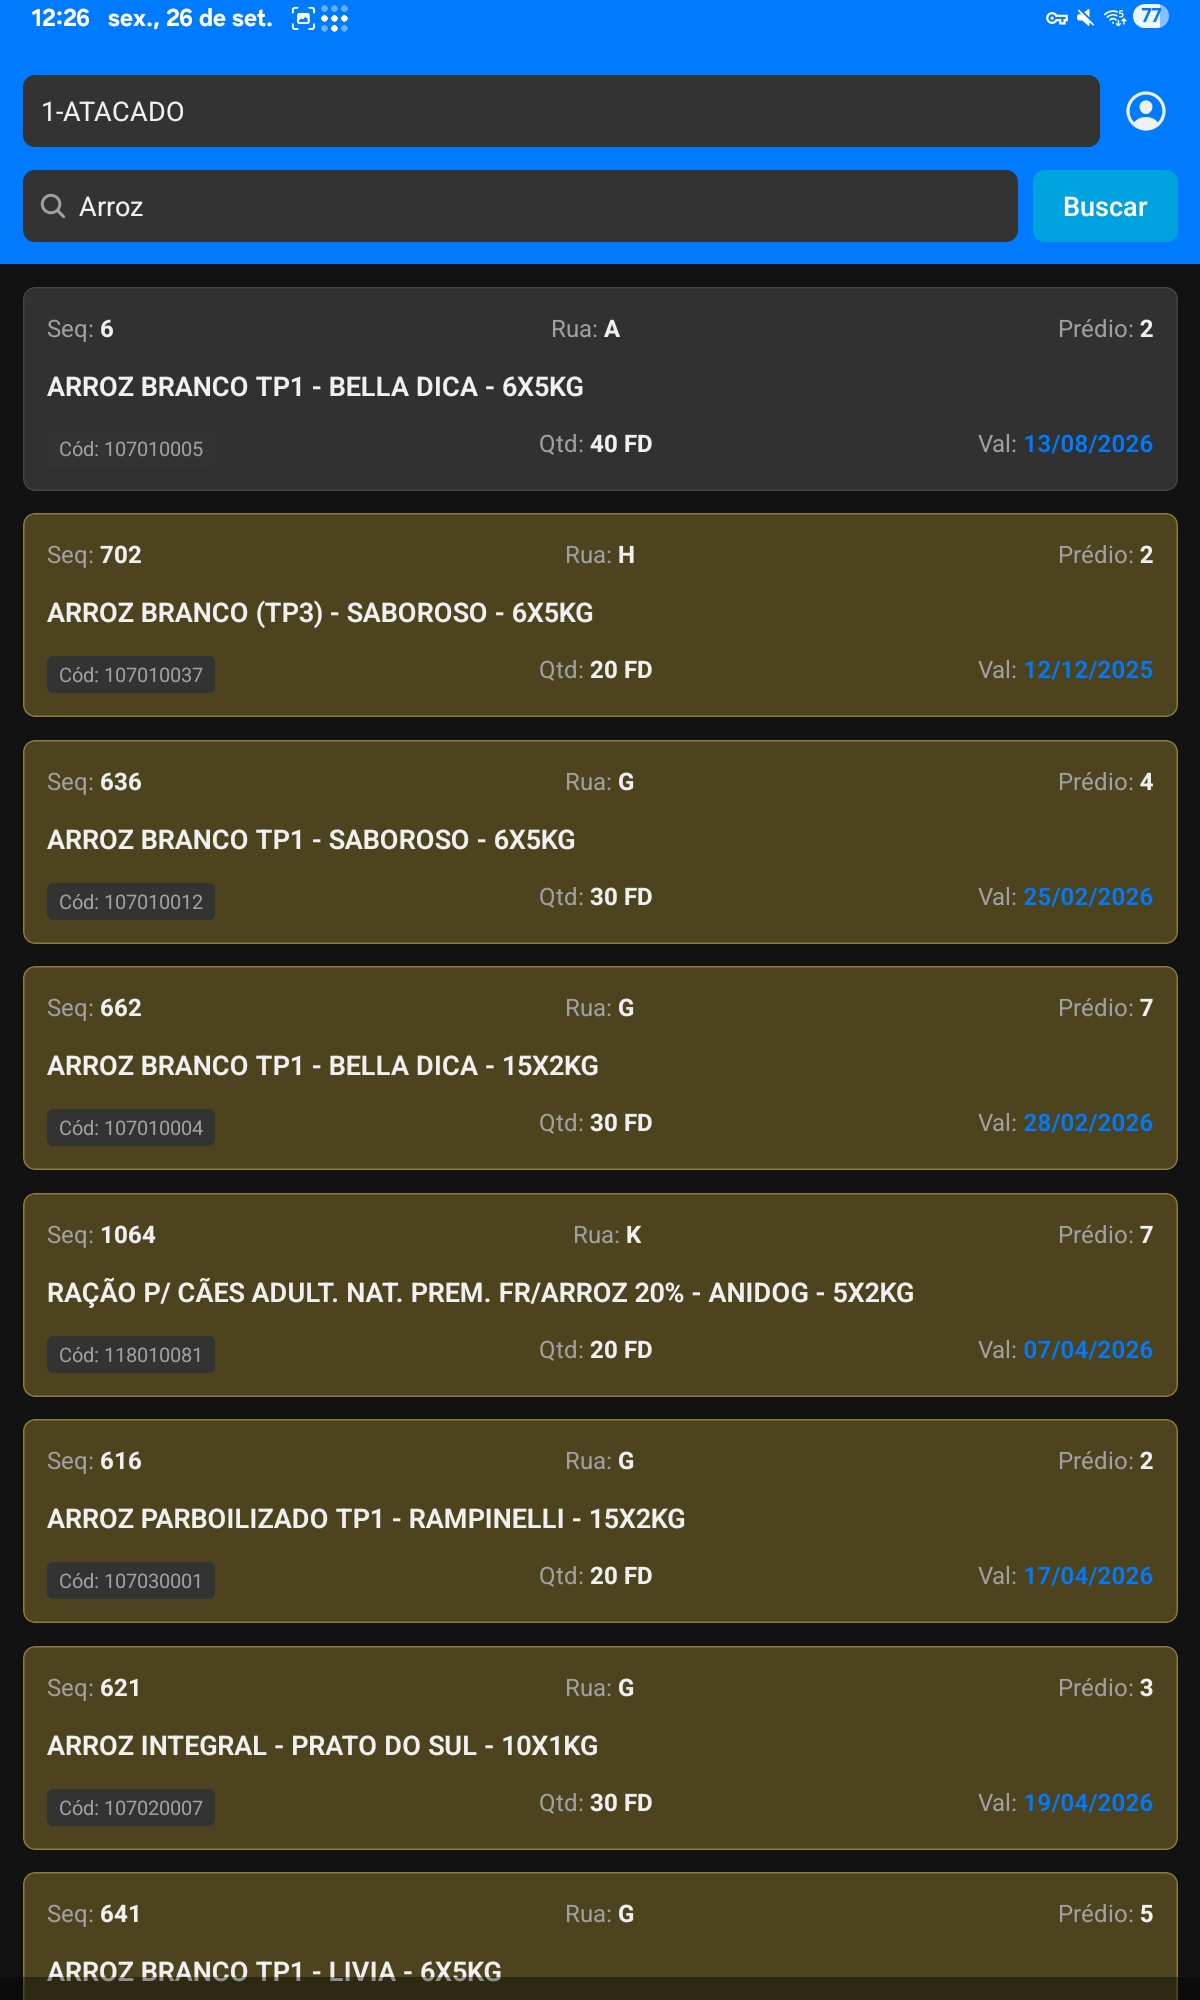 12:26 sex., 26 de set. 77
1-ATACADO
Arroz Buscar
Seq: 6 Rua: A Prédio: 2
ARROZ BRANCO TP1 - BELLA DICA - 6X5KG
Cód: 107010005 Qtd: 40 FD Val: 13/08/2026
Seq: 702 Rua: H Prédio: 2
ARROZ BRANCO (TP3) - SABOROSO - 6X5KG
Cód: 107010037 Qtd: 20 FD Val: 12/12/2025
Seq: 636 Rua: G Prédio: 4
ARROZ BRANCO TP1 - SABOROSO - 6X5KG
Cód: 107010012 Qtd: 30 FD Val: 25/02/2026
Seq: 662 Rua: G Prédio: 7
ARROZ BRANCO TP1 - BELLA DICA - 15X2KG
Cód: 107010004 Qtd: 30 FD Val: 28/02/2026
Seq: 1064 Rua: K Prédio: 7
RAÇÃO P/ CÃES ADULT. NAT. PREM. FR/ARROZ 20% - ANIDOG - 5X2KG
Cód: 118010081 Qtd: 20 FD Val: 07/04/2026
Seq: 616 Rua: G Prédio: 2
ARROZ PARBOILIZADO TP1 - RAMPINELLI - 15X2KG
Cód: 107030001 Qtd: 20 FD Val: 17/04/2026
Seq: 621 Rua: G Prédio: 3
ARROZ INTEGRAL - PRATO DO SUL - 10X1KG
Cód: 107020007 Qtd: 30 FD Val: 19/04/2026
Seq: 641 Rua: G Prédio: 5
ARROZ BRANCO TP1 - LIVIA - 6X5KG